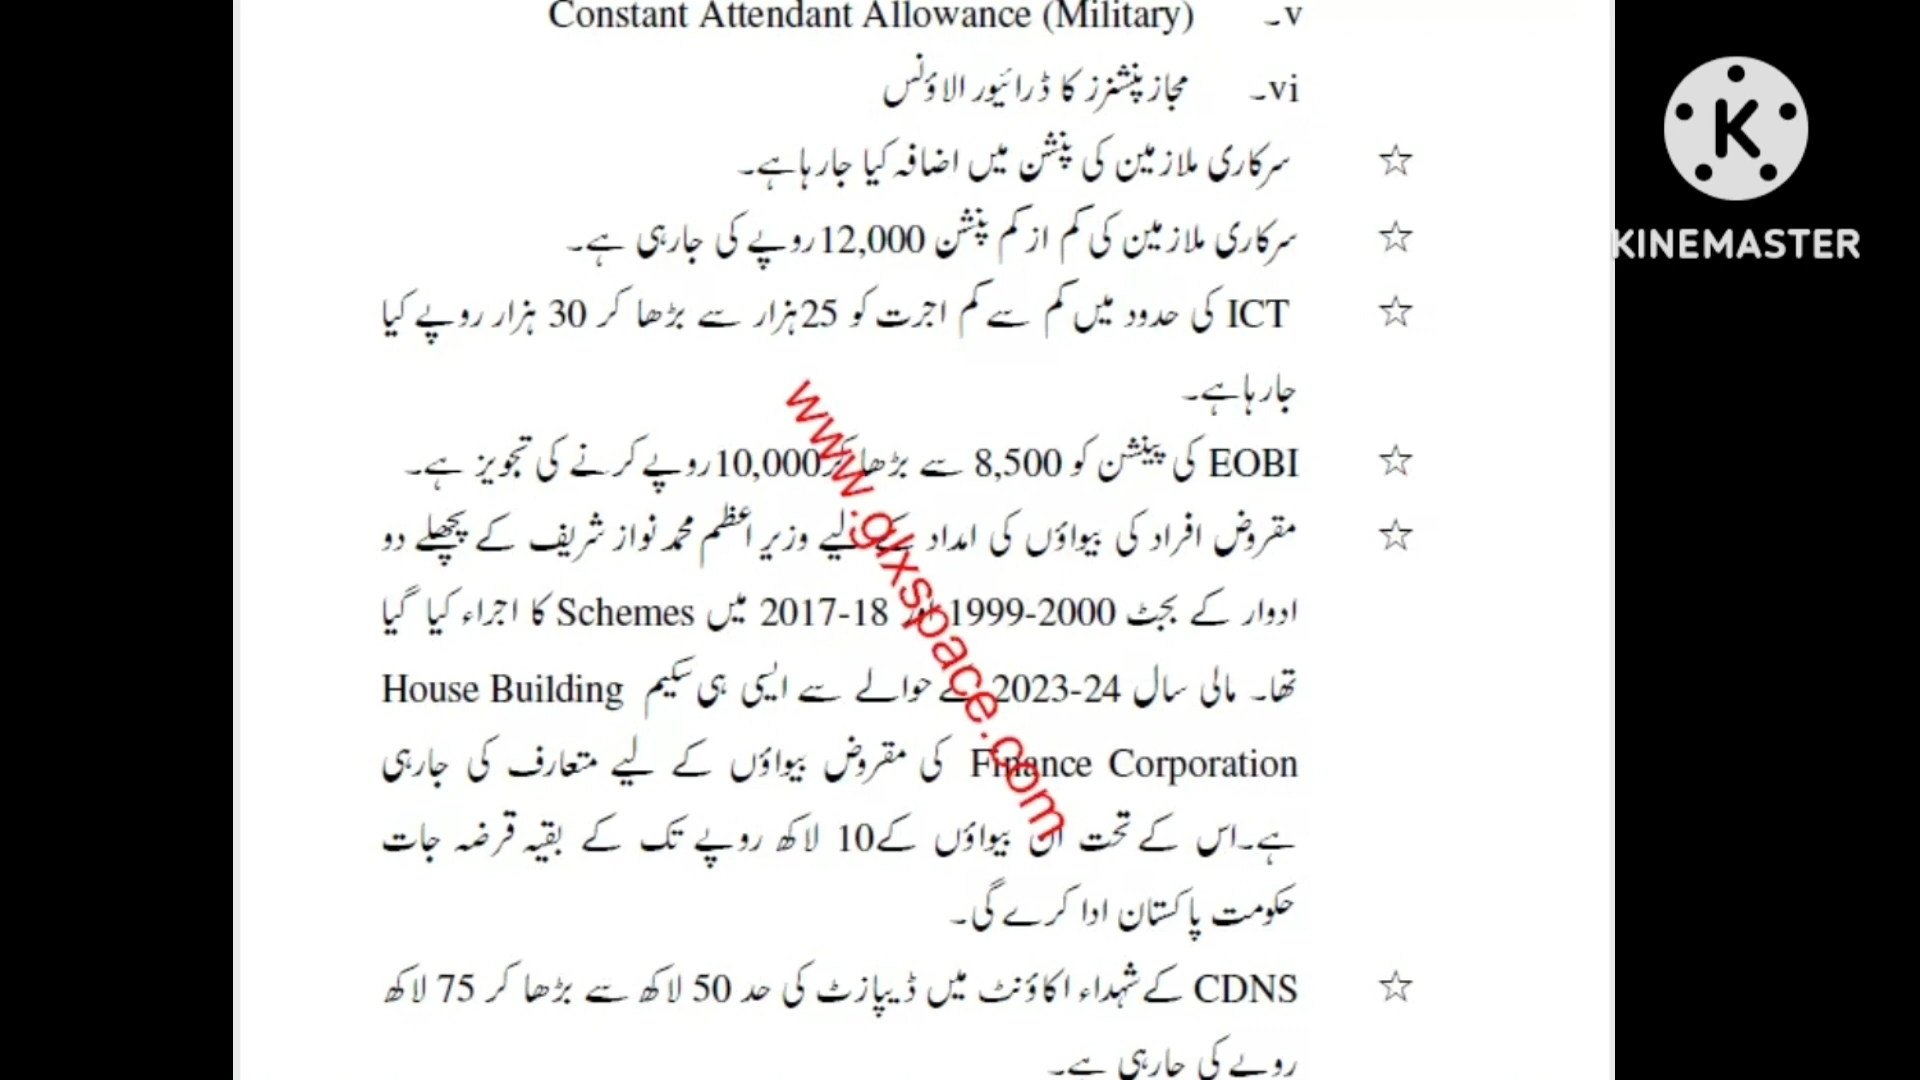 v۔ Constant Attendant Allowance (Military)
vi۔ مجاز پنشنرز کا ڈرائیور الاؤنس
☆ سرکاری ملازمین کی پنشن میں اضافہ کیا جارہا ہے۔
☆ سرکاری ملازمین کی کم از کم پنشن 12,000 روپے کی جارہی ہے۔
☆ ICT کی حدود میں کم سے کم اجرت کو 25 ہزار سے بڑھا کر 30 ہزار روپے کیا
جارہا ہے۔
☆ EOBI کی پینشن کو 8,500 سے بڑھا کر 10,000 روپے کرنے کی تجویز ہے۔
☆ مقروض افراد کی بیواؤں کی امداد کے لیے وزیر اعظم محمد نواز شریف کے پچھلے دو
ادوار کے بجٹ 1999-2000 اور 2017-18 میں Schemes کا اجراء کیا گیا
تھا۔ مالی سال 2023-24 کے حوالے سے ایسی ہی سکیم House Building
Finance Corporation کی مقروض بیواؤں کے لیے متعارف کی جارہی
ہے۔اس کے تحت ان بیواؤں کے 10 لاکھ روپے تک کے بقیہ قرضہ جات
حکومت پاکستان ادا کرے گی۔
☆ CDNS کے شہداء اکاؤنٹ میں ڈیپازٹ کی حد 50 لاکھ سے بڑھا کر 75 لاکھ
روپے کی جارہی ہے۔
www.glxspace.com
K
KINEMASTER